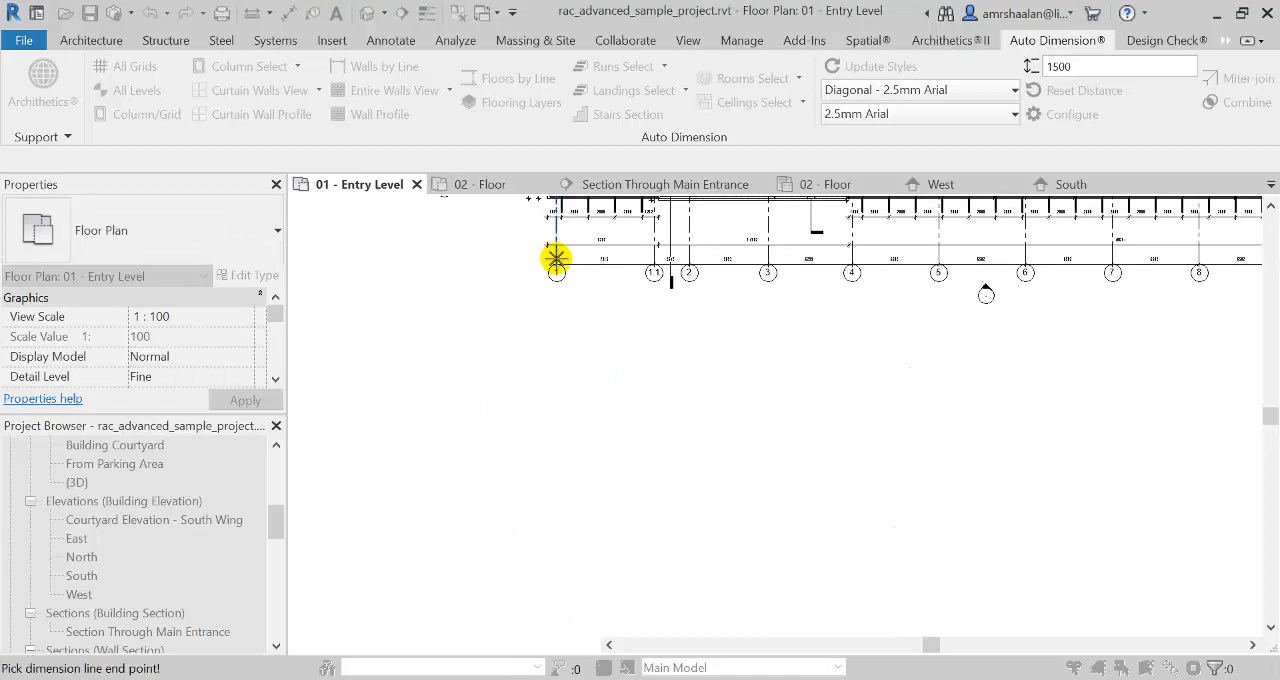 rac_advanced_sample_project.rvt - Floor Plan: 01 - Entry Level
amrshaalan@li...
File Architecture Structure Steel Systems Insert Annotate Analyze Massing & Site Collaborate View Manage Add-Ins Spatial® Archithetics®II Auto Dimension® Design Check®
All Grids Column Select Walls by Line Floors by Line Runs Select Rooms Select Update Styles 1500 Miter-join
Archithetics® All Levels Curtain Walls View Entire Walls View Flooring Layers Landings Select Ceilings Select Diagonal - 2.5mm Arial Reset Distance Combine
Column/Grid Curtain Wall Profile Wall Profile Stairs Section 2.5mm Arial Configure
Support Auto Dimension
Properties
01 - Entry Level 02 - Floor Section Through Main Entrance 02 - Floor West South
Floor Plan
Floor Plan: 01 - Entry Level Edit Type
Graphics
View Scale 1 : 100
Scale Value 1: 100
Display Model Normal
Detail Level Fine
Properties help Apply
1.1 2 3 4 5 6 7 8
Project Browser - rac_advanced_sample_project....
Building Courtyard
From Parking Area
{3D}
Elevations (Building Elevation)
Courtyard Elevation - South Wing
East
North
South
West
Sections (Building Section)
Section Through Main Entrance
Sections (Wall Section)
Pick dimension line end point! :0 Main Model :0